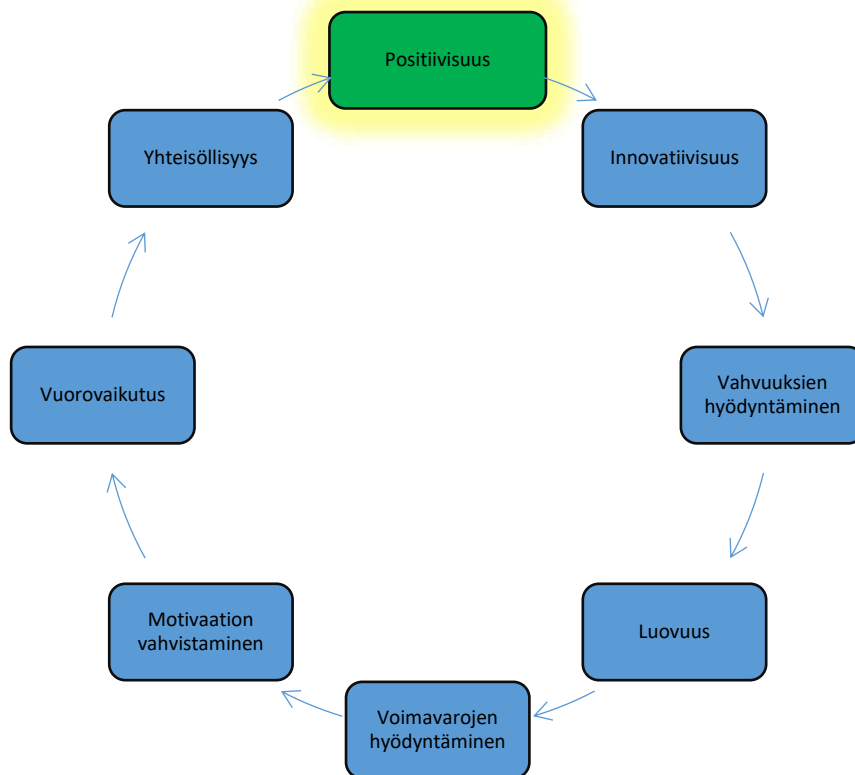 Positiivisuus
Innovatiivisuus
Vahvuuksien
hyödyntäminen
Luovuus
Voimavarojen
hyödyntäminen
Motivaation
vahvistaminen
Vuorovaikutus
Yhteisöllisyys